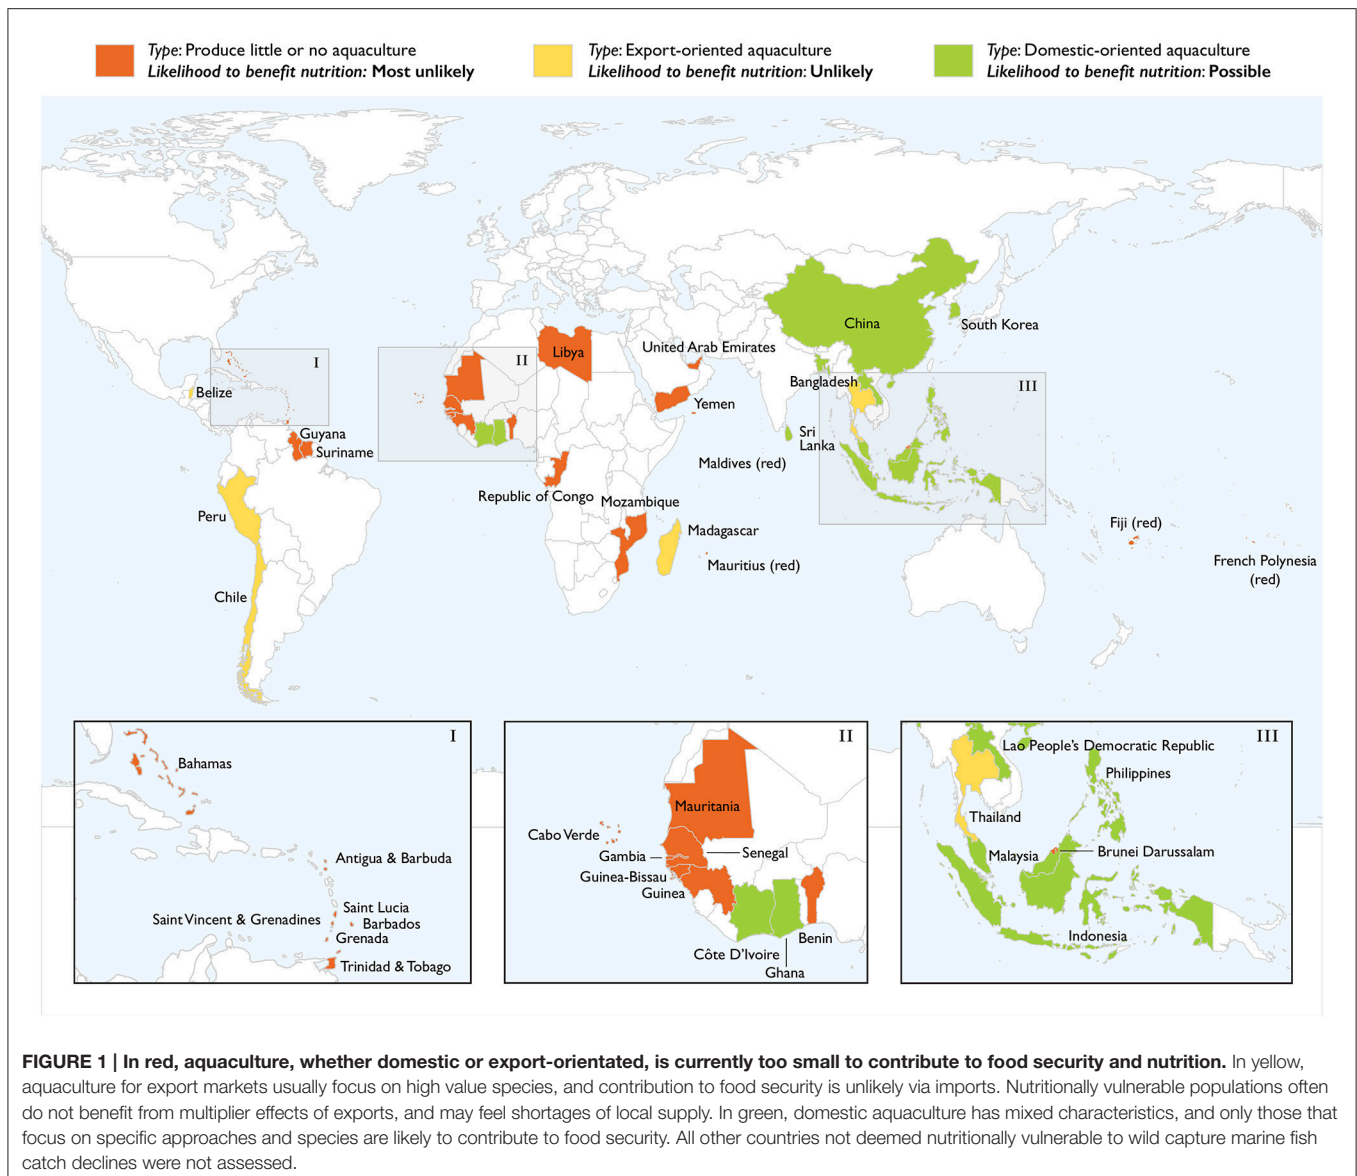 Type: Produce little or no aquaculture
Likelihood to benefit nutrition: Most unlikely
Type: Export-oriented aquaculture
Likelihood to benefit nutrition: Unlikely
Type: Domestic-oriented aquaculture
Likelihood to benefit nutrition: Possible
China
South Korea
Libya
United Arab Emirates
I
II
Bangladesh
III
Belize
Yemen
Guyana
Suriname
Sri
Lanka
Maldives (red)
Republic of Congo
Mozambique
Peru
Madagascar
Fiji (red)
Mauritius (red)
French Polynesia
(red)
Chile
I
Bahamas
Antigua & Barbuda
Saint Lucia
Saint Vincent & Grenadines
Barbados
Grenada
Trinidad & Tobago
II
Mauritania
Cabo Verde
Gambia
Senegal
Guinea-Bissau
Guinea
Benin
Côte D'Ivoire
Ghana
III
Lao People's Democratic Republic
Philippines
Thailand
Malaysia
Brunei Darussalam
Indonesia
FIGURE 1 | In red, aquaculture, whether domestic or export-orientated, is currently too small to contribute to food security and nutrition. In yellow,
aquaculture for export markets usually focus on high value species, and contribution to food security is unlikely via imports. Nutritionally vulnerable populations often
do not benefit from multiplier effects of exports, and may feel shortages of local supply. In green, domestic aquaculture has mixed characteristics, and only those that
focus on specific approaches and species are likely to contribute to food security. All other countries not deemed nutritionally vulnerable to wild capture marine fish
catch declines were not assessed.